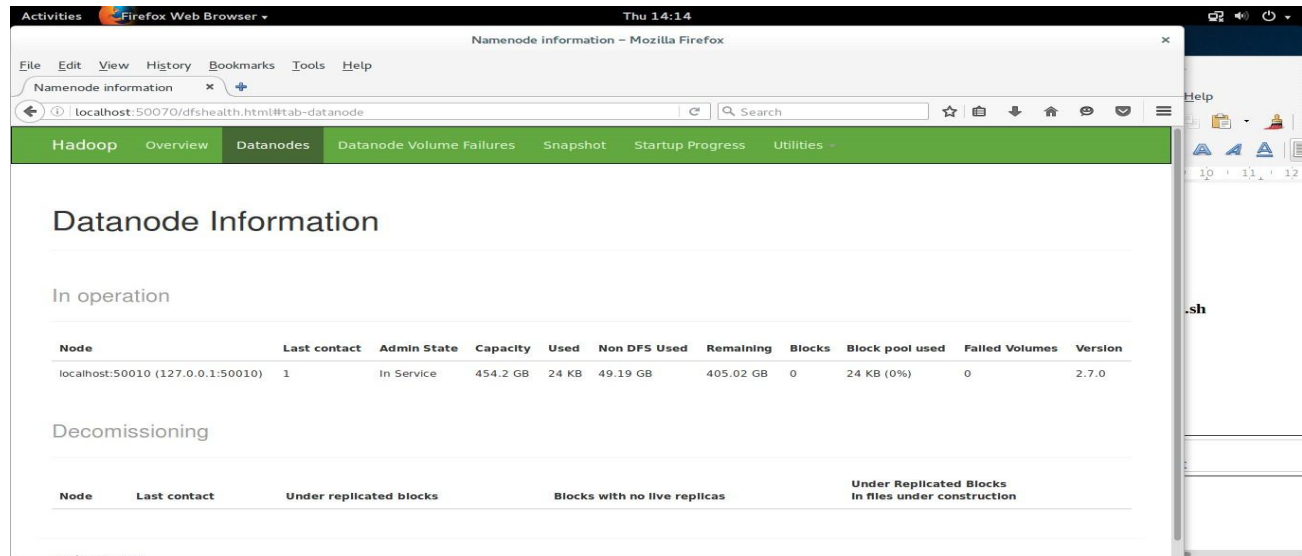 Activities Firefox Web Browser Thu 14:14
Namenode information – Mozilla Firefox
File Edit View History Bookmarks Tools Help
Namenode information
localhost:50070/dfshealth.html#tab-datanode Search
Help
Hadoop Overview Datanodes Datanode Volume Failures Snapshot Startup Progress Utilities
10 11 12
Datanode Information
In operation
.sh
Node Last contact Admin State Capacity Used Non DFS Used Remaining Blocks Block pool used Failed Volumes Version
localhost:50010 (127.0.0.1:50010) 1 In Service 454.2 GB 24 KB 49.19 GB 405.02 GB 0 24 KB (0%) 0 2.7.0
Decomissioning
Node Last contact Under replicated blocks Blocks with no live replicas Under Replicated Blocks
In files under construction